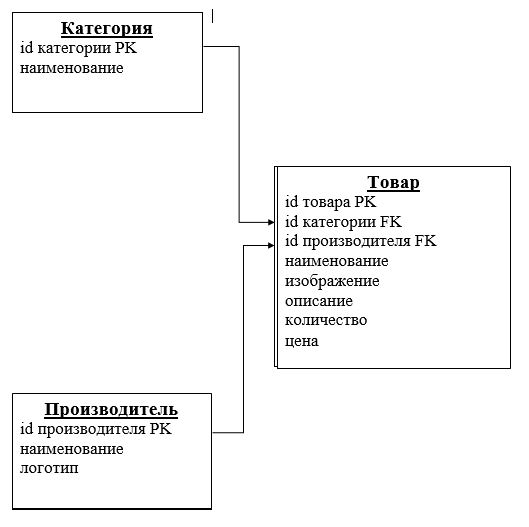 Категория
id категории PK
наименование
Товар
id товара PK
id категории FK
id производителя FK
наименование
изображение
описание
количество
цена
Производитель
id производителя PK
наименование
логотип